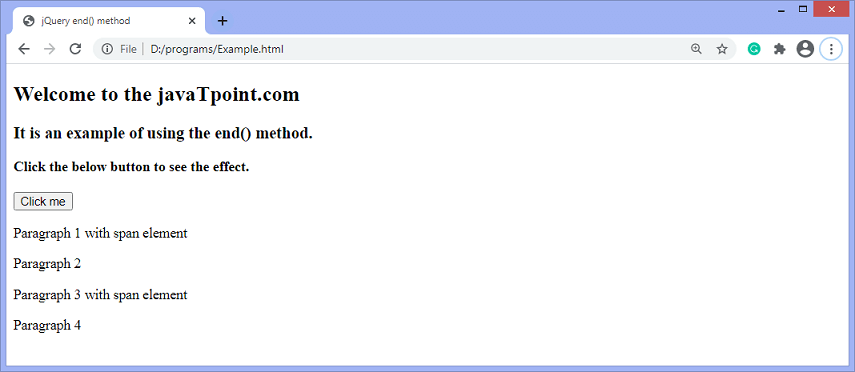 jQuery end() method
File
D:/programs/Example.html
Welcome to the javaTpoint.com
It is an example of using the end() method.
Click the below button to see the effect.
Click me
Paragraph 1 with span element
Paragraph 2
Paragraph 3 with span element
Paragraph 4